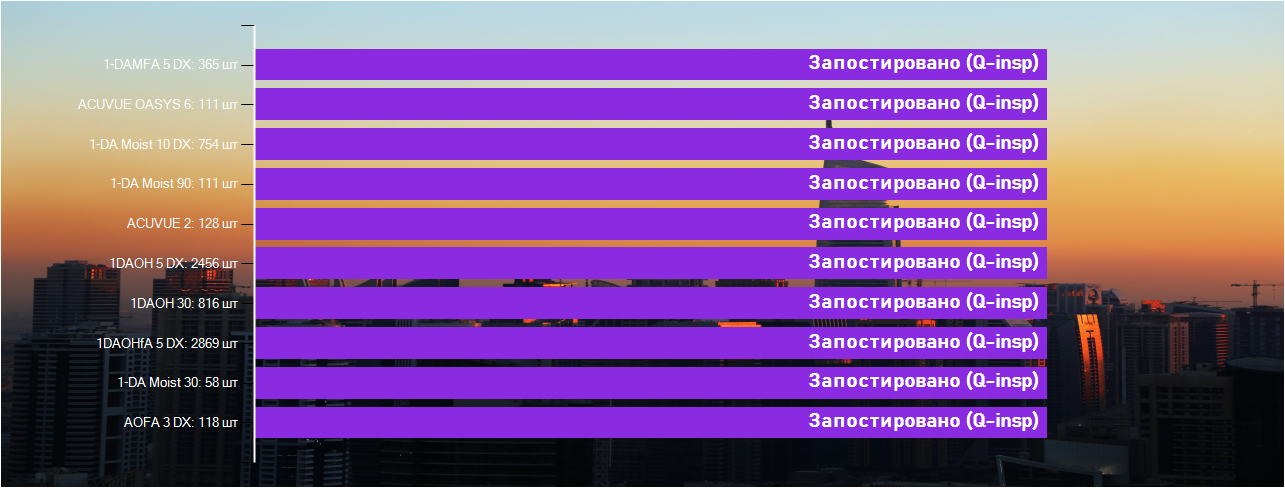 1-DAMFA 5 DX: 365 шт Запостировано (Q-insp)
ACUVUE OASYS 6: 111 шт Запостировано (Q-insp)
1-DA Moist 10 DX: 754 шт Запостировано (Q-insp)
1-DA Moist 90: 111 шт Запостировано (Q-insp)
ACUVUE 2: 128 шт Запостировано (Q-insp)
1DAOH 5 DX: 2456 шт Запостировано (Q-insp)
1DAOH 30: 816 шт Запостировано (Q-insp)
1DAOHfA 5 DX: 2869 шт Запостировано (Q-insp)
1-DA Moist 30: 58 шт Запостировано (Q-insp)
AOFA 3 DX: 118 шт Запостировано (Q-insp)